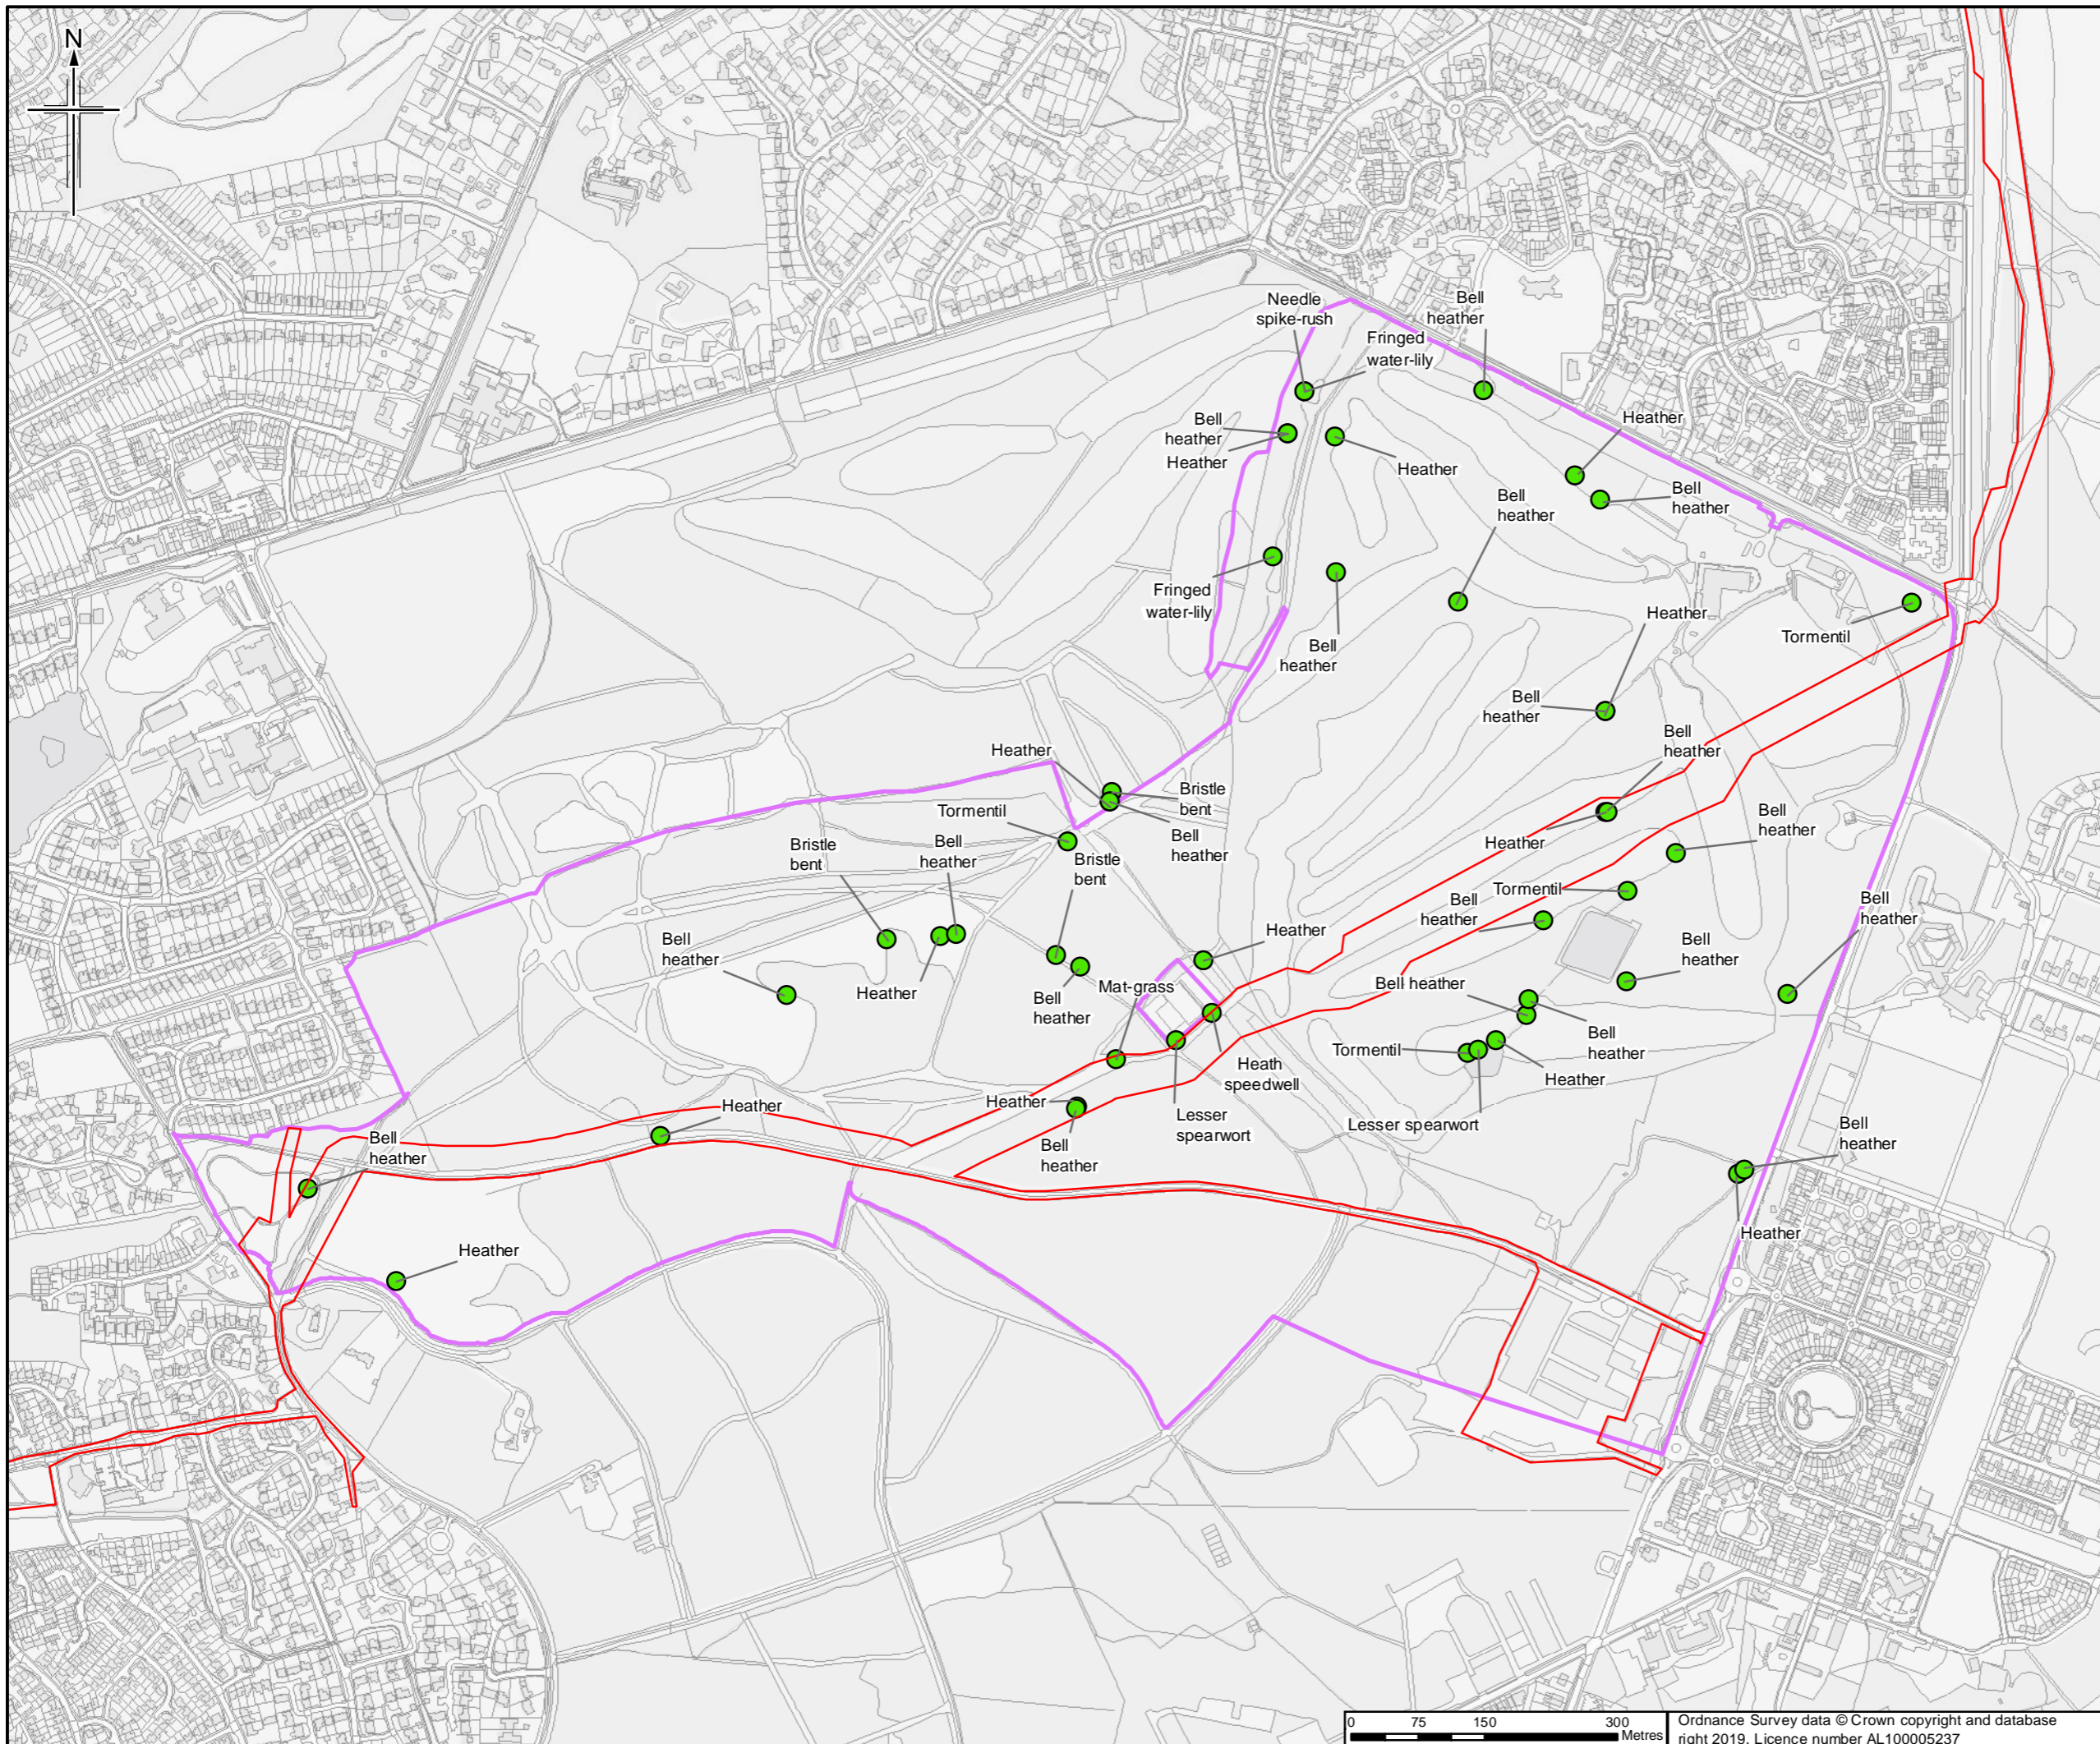 N
Needle
spike-rush
Bell
heather
Fringed
water-lily
Bell
heather
Heather
Heather
Heather
Bell
heather
Bell
heather
Fringed
water-lily
Bell
heather
Heather
Tormentil
Bell
heather
Bell
heather
Heather
Bristle
bent
Tormentil
Bell
heather
Bell
heather
Heather
Bristle
bent
Bell
heather
Bristle
bent
Bell
heather
Tormentil
Bell
heather
Bell
heather
Heather
Bell
heather
Bell
heather
Heather
Mat-grass
Bell heather
Bell
heather
Bell
heather
Tormentil
Heath
speedwell
Heather
Heather
Heather
Lesser
spearwort
Lesser spearwort
Bell
heather
Bell
heather
Bell
heather
Heather
Heather
0 75 150 300
Metres
Ordnance Survey data © Crown copyright and database
right 2019. Licence number AL100005237